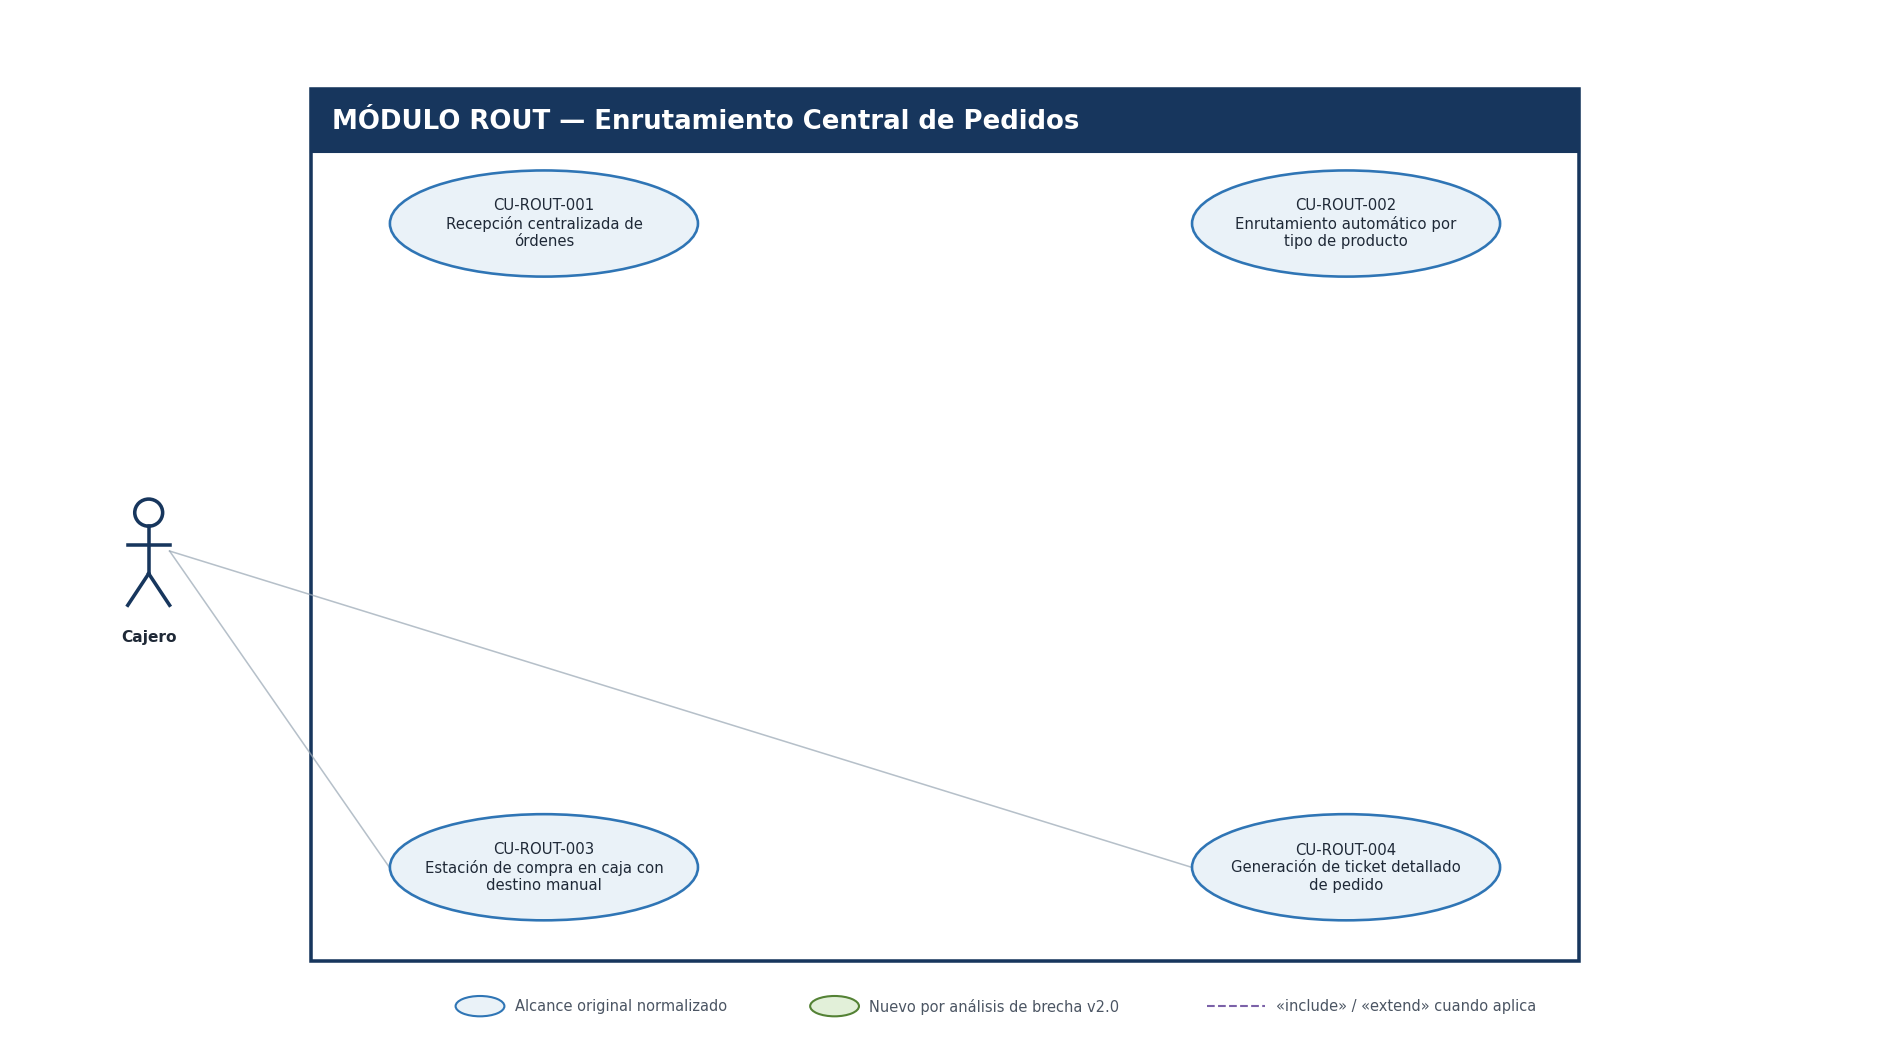 MÓDULO ROUT — Enrutamiento Central de Pedidos
CU-ROUT-001
Recepción centralizada de
órdenes
CU-ROUT-002
Enrutamiento automático por
tipo de producto
Cajero
CU-ROUT-003
Estación de compra en caja con
destino manual
CU-ROUT-004
Generación de ticket detallado
de pedido
Alcance original normalizado
Nuevo por análisis de brecha v2.0
«include» / «extend» cuando aplica